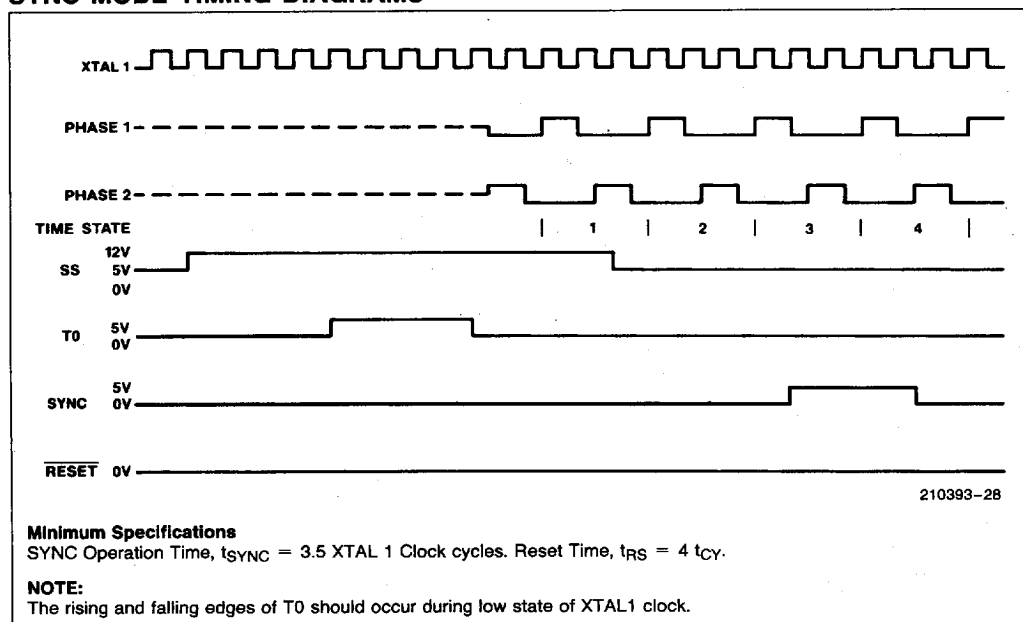 SYNC MODE TIMING DIAGRAMS
XTAL 1
PHASE 1
PHASE 2
TIME STATE | 1 | 2 | 3 | 4 |
12V
SS 5V
0V
T0 5V
0V
5V
SYNC 0V
RESET 0V
210393-28
Minimum Specifications
SYNC Operation Time, tSYNC = 3.5 XTAL 1 Clock cycles. Reset Time, tRS = 4 tCY.
NOTE:
The rising and falling edges of T0 should occur during low state of XTAL1 clock.